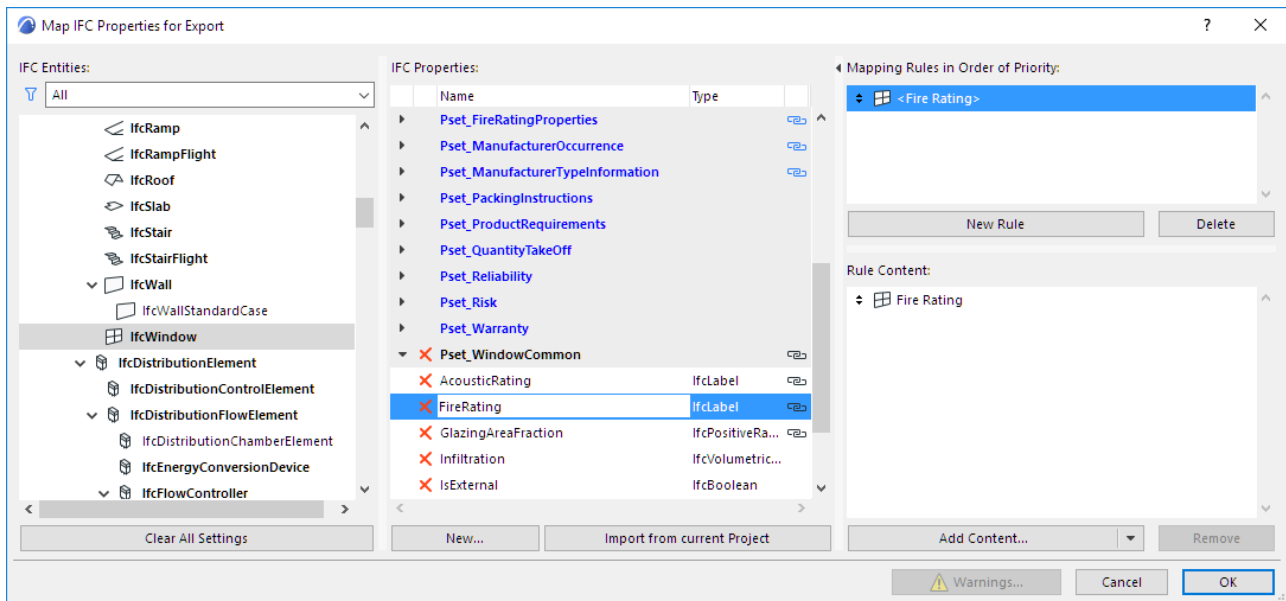 Map IFC Properties for Export
?
IFC Entities:
All
IfcRamp
IfcRampFlight
IfcRoof
IfcSlab
IfcStair
IfcStairFlight
IfcWall
IfcWallStandardCase
IfcWindow
IfcDistributionElement
IfcDistributionControlElement
IfcDistributionFlowElement
IfcDistributionChamberElement
IfcEnergyConversionDevice
IfcFlowController
Clear All Settings
IFC Properties:
Name Type
Pset_FireRatingProperties
Pset_ManufacturerOccurrence
Pset_ManufacturerTypeInformation
Pset_PackingInstructions
Pset_ProductRequirements
Pset_QuantityTakeOff
Pset_Reliability
Pset_Risk
Pset_Warranty
Pset_WindowCommon
AcousticRating IfcLabel
FireRating IfcLabel
GlazingAreaFraction IfcPositiveRa...
Infiltration IfcVolumetric...
IsExternal IfcBoolean
New... Import from current Project
Mapping Rules in Order of Priority:
<Fire Rating>
New Rule Delete
Rule Content:
Fire Rating
Add Content... Remove
Warnings... Cancel OK